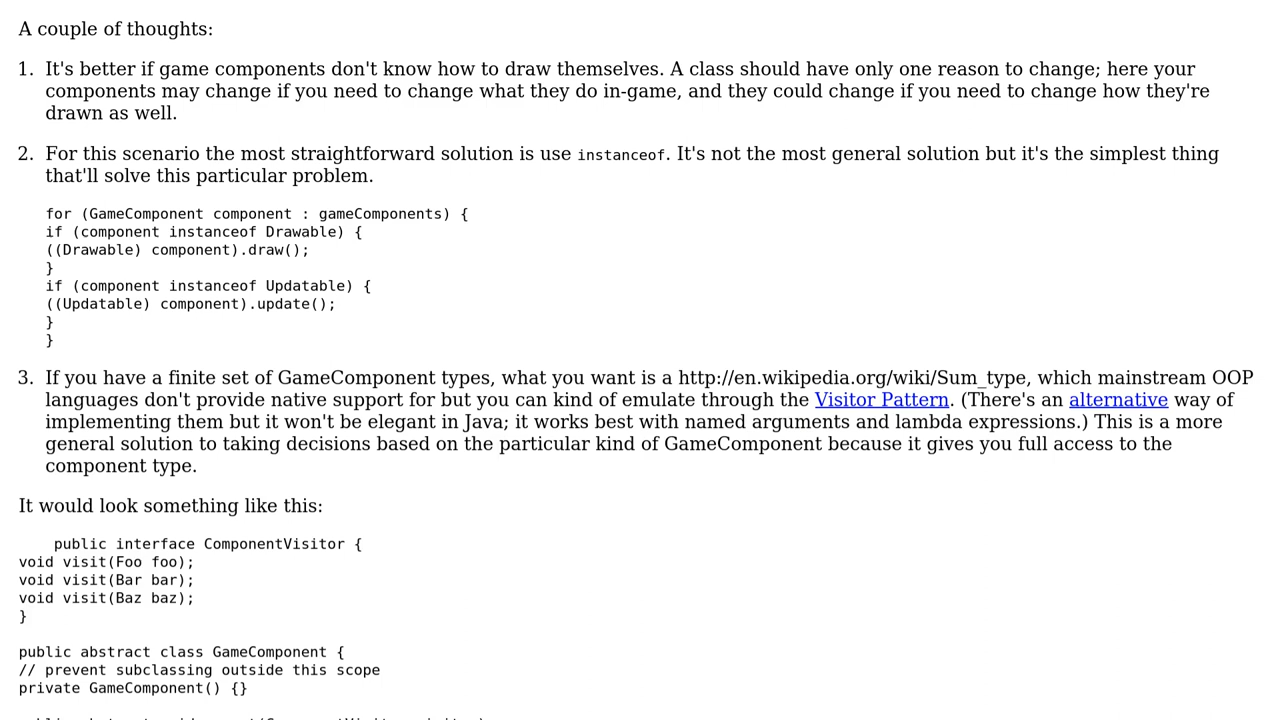 A couple of thoughts:
1. It's better if game components don't know how to draw themselves. A class should have only one reason to change; here your
components may change if you need to change what they do in-game, and they could change if you need to change how they're
drawn as well.
2. For this scenario the most straightforward solution is use instanceof. It's not the most general solution but it's the simplest thing
that'll solve this particular problem.
for (GameComponent component : gameComponents) {
if (component instanceof Drawable) {
((Drawable) component).draw();
}
if (component instanceof Updatable) {
((Updatable) component).update();
}
}
3. If you have a finite set of GameComponent types, what you want is a http://en.wikipedia.org/wiki/Sum_type, which mainstream OOP
languages don't provide native support for but you can kind of emulate through the Visitor Pattern. (There's an alternative way of
implementing them but it won't be elegant in Java; it works best with named arguments and lambda expressions.) This is a more
general solution to taking decisions based on the particular kind of GameComponent because it gives you full access to the
component type.
It would look something like this:
public interface ComponentVisitor {
void visit(Foo foo);
void visit(Bar bar);
void visit(Baz baz);
}
public abstract class GameComponent {
// prevent subclassing outside this scope
private GameComponent() {}